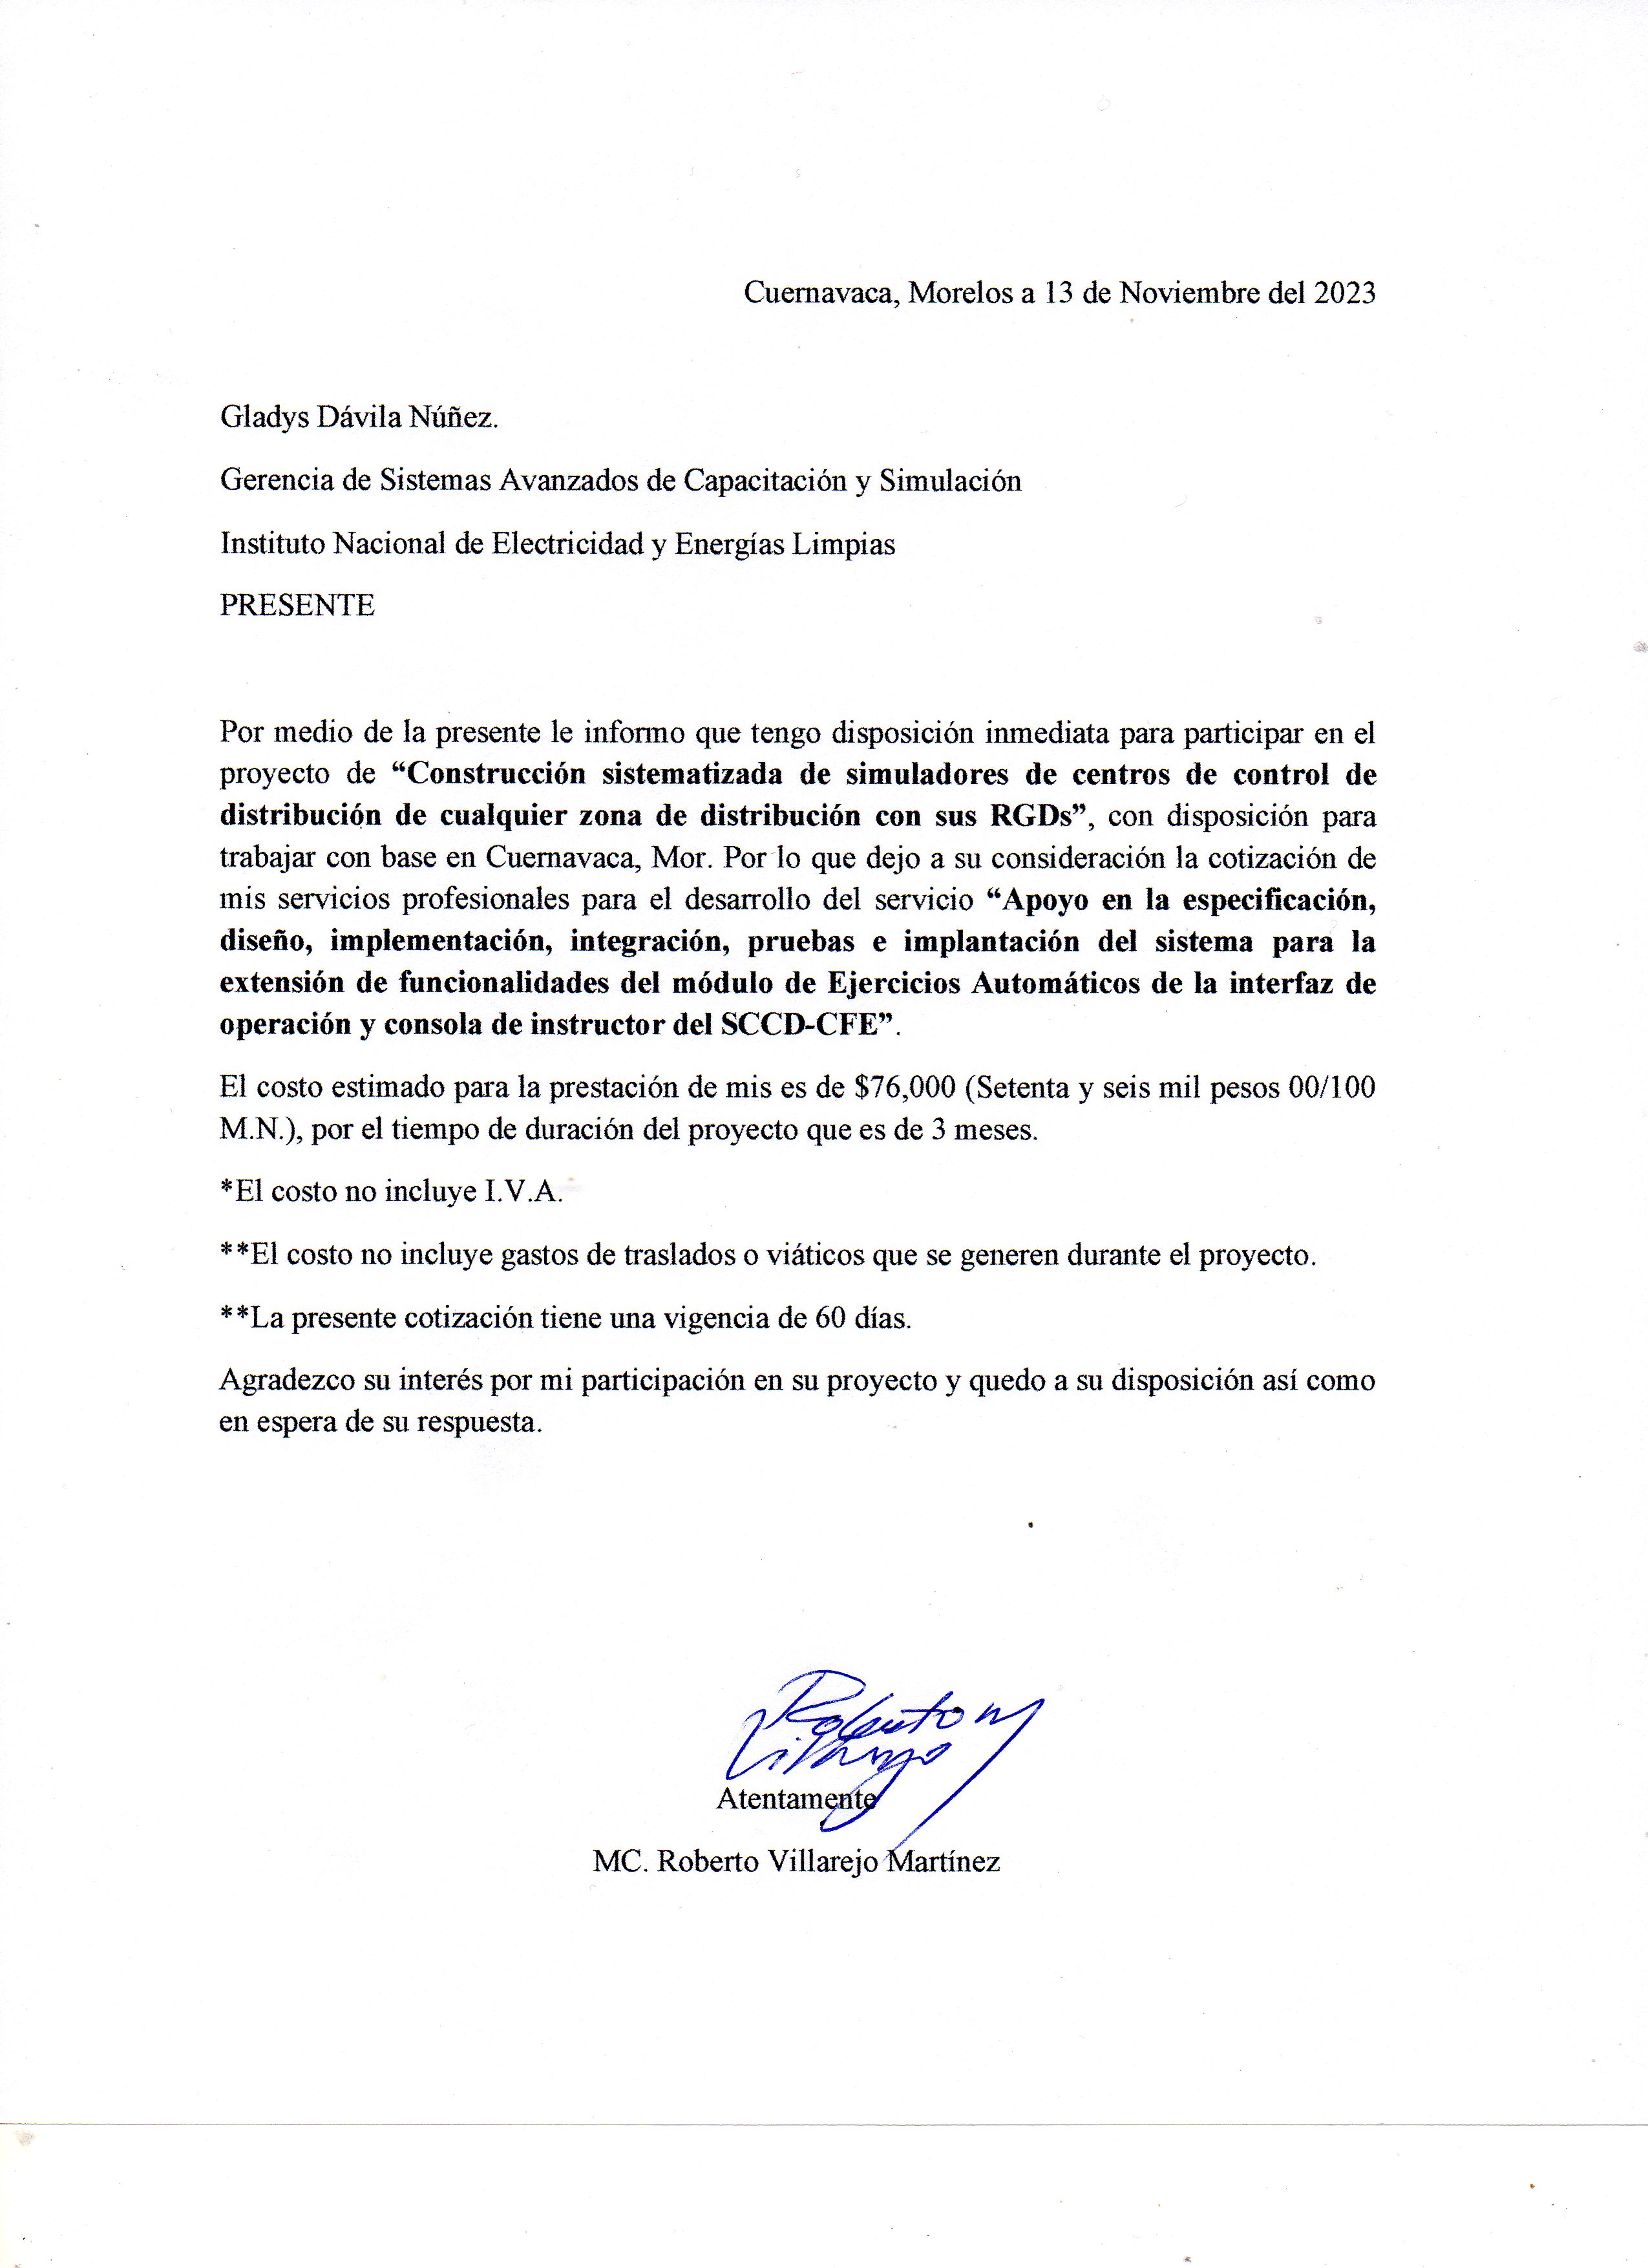 Cuernavaca, Morelos a 13 de Noviembre del 2023
Gladys Dávila Núñez.
Gerencia de Sistemas Avanzados de Capacitación y Simulación
Instituto Nacional de Electricidad y Energías Limpias
PRESENTE
Por medio de la presente le informo que tengo disposición inmediata para participar en el
proyecto de “Construcción sistematizada de simuladores de centros de control de
distribución de cualquier zona de distribución con sus RGDs”, con disposición para
trabajar con base en Cuernavaca, Mor. Por lo que dejo a su consideración la cotización de
mis servicios profesionales para el desarrollo del servicio “Apoyo en la especificación,
diseño, implementación, integración, pruebas e implantación del sistema para la
extensión de funcionalidades del módulo de Ejercicios Automáticos de la interfaz de
operación y consola de instructor del SCCD-CFE”.
El costo estimado para la prestación de mis es de $76,000 (Setenta y seis mil pesos 00/100
M.N.), por el tiempo de duración del proyecto que es de 3 meses.
*El costo no incluye I.V.A.
**El costo no incluye gastos de traslados o viáticos que se generen durante el proyecto.
**La presente cotización tiene una vigencia de 60 días.
Agradezco su interés por mi participación en su proyecto y quedo a su disposición así como
en espera de su respuesta.
Roberto M
Villarejo
Atentamente
MC. Roberto Villarejo Martínez